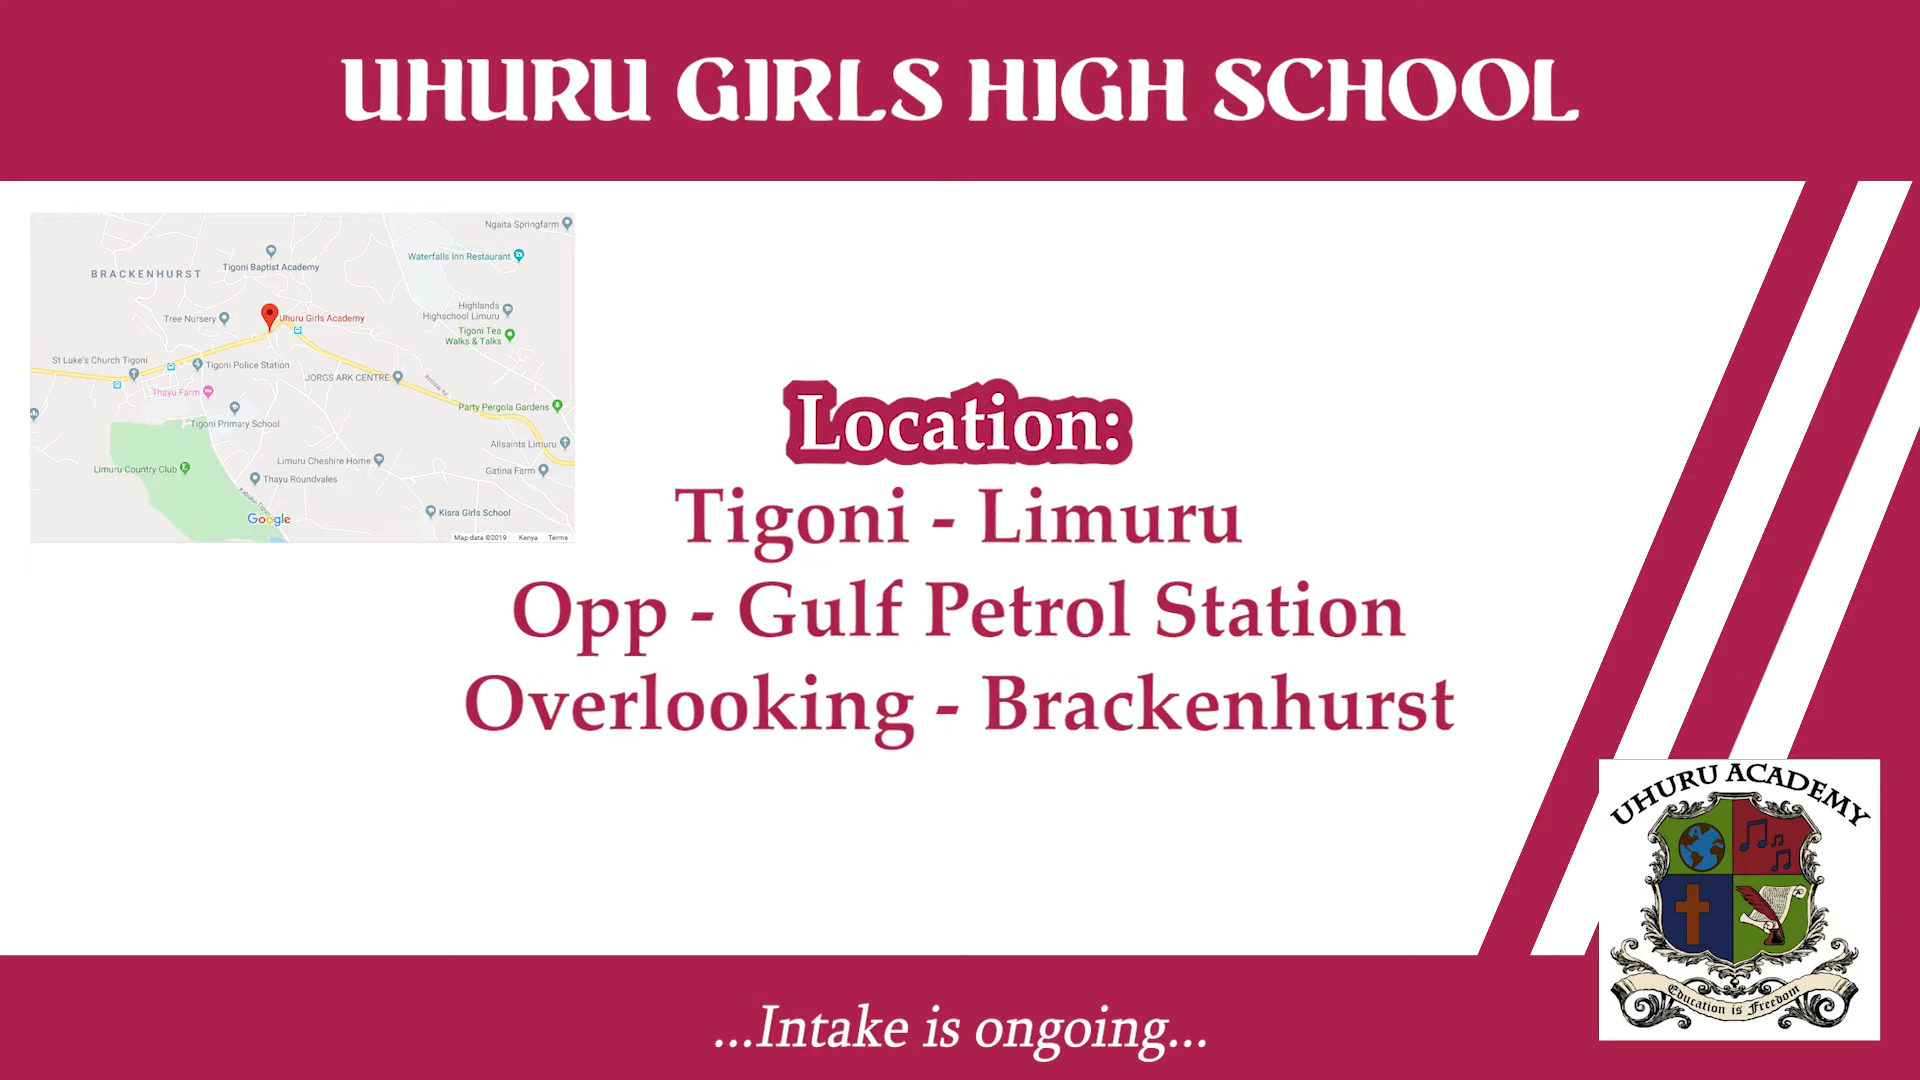 UHURU GIRLS HIGH SCHOOL
Ngaita Springfarm
Waterfalls Inn Restaurant
Tigoni Baptist Academy
BRACKENHURST
Highlands
Highschool Limuru
Tree Nursery
Uhuru Girls Academy
Tigoni Tea
Walks & Talks
St Luke's Church Tigoni
Tigoni Police Station
JORGS ARK CENTRE
Thayu Farm
Party Pergola Gardens
Tigoni Primary School
Allsaints Limuru
Limuru Cheshire Home
Limuru Country Club
Gatina Farm
Thayu Roundvales
Kisra Girls School
Google
Map data ©2019 Kenya Terms
Location:
Tigoni - Limuru
Opp - Gulf Petrol Station
Overlooking - Brackenhurst
UHURU ACADEMY
Education is Freedom
...Intake is ongoing...